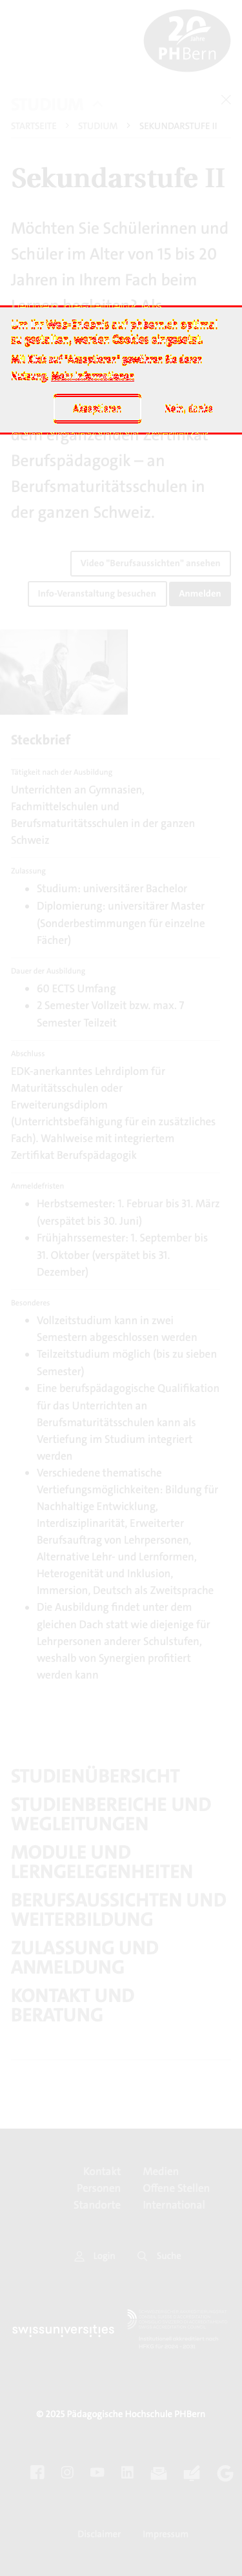 20
Jahre
PHBern
STUDIUM
STARTSEITE > STUDIUM > SEKUNDARSTUFE II
Sekundarstufe II
Möchten Sie Schülerinnen und
Schüler im Alter von 15 bis 20
Jahren in Ihrem Fach beim
Lernen begleiten? Als
Um Ihr Web-Erlebnis auf phbern.ch optimal
zu gestalten, werden Cookies eingesetzt.
Mit Klick auf "Akzeptieren" gewähren Sie deren
Nutzung. Mehr Informationen
Akzeptieren
Nein, danke
Berufspädagogik – an
Berufsmaturitätsschulen in
der ganzen Schweiz.
Video "Berufsaussichten" ansehen
Info-Veranstaltung besuchen
Anmelden
Steckbrief
Tätigkeit nach der Ausbildung
Unterrichten an Gymnasien,
Fachmittelschulen und
Berufsmaturitätsschulen in der ganzen
Schweiz
Zulassung
• Studium: universitärer Bachelor
• Diplomierung: universitärer Master
(Sonderbestimmungen für einzelne
Fächer)
Dauer der Ausbildung
• 60 ECTS Umfang
• 2 Semester Vollzeit bzw. max. 7
Semester Teilzeit
Abschluss
EDK-anerkanntes Lehrdiplom für
Maturitätsschulen oder
Erweiterungsdiplom
(Unterrichtsbefähigung für ein zusätzliches
Fach). Wahlweise mit integriertem
Zertifikat Berufspädagogik
Anmeldefristen
• Herbstsemester: 1. Februar bis 31. März
(verspätet bis 30. Juni)
• Frühjahrssemester: 1. September bis
31. Oktober (verspätet bis 31.
Dezember)
Besonderes
• Vollzeitstudium kann in zwei
Semestern abgeschlossen werden
• Teilzeitstudium möglich (bis zu sieben
Semester)
• Eine berufspädagogische Qualifikation
für das Unterrichten an
Berufsmaturitätsschulen kann als
Vertiefung im Studium integriert
werden
• Verschiedene thematische
Vertiefungsmöglichkeiten: Bildung für
Nachhaltige Entwicklung,
Interdisziplinarität, Erweiterter
Berufsauftrag von Lehrpersonen,
Alternative Lehr- und Lernformen,
Heterogenität und Inklusion,
Immersion, Deutsch als Zweitsprache
• Die Ausbildung findet unter dem
gleichen Dach statt wie diejenige für
Lehrpersonen anderer Schulstufen,
weshalb von Synergien profitiert
werden kann
STUDIENÜBERSICHT
STUDIENBEREICHE UND
WEGLEITUNGEN
MODULE UND
LERNGELEGENHEITEN
BERUFSAUSSICHTEN UND
WEITERBILDUNG
ZULASSUNG UND
ANMELDUNG
KONTAKT UND
BERATUNG
Kontakt Medien
Personen Offene Stellen
Standorte International
Login Suche
swissuniversities
© 2025 Pädagogische Hochschule PHBern
Disclaimer Impressum